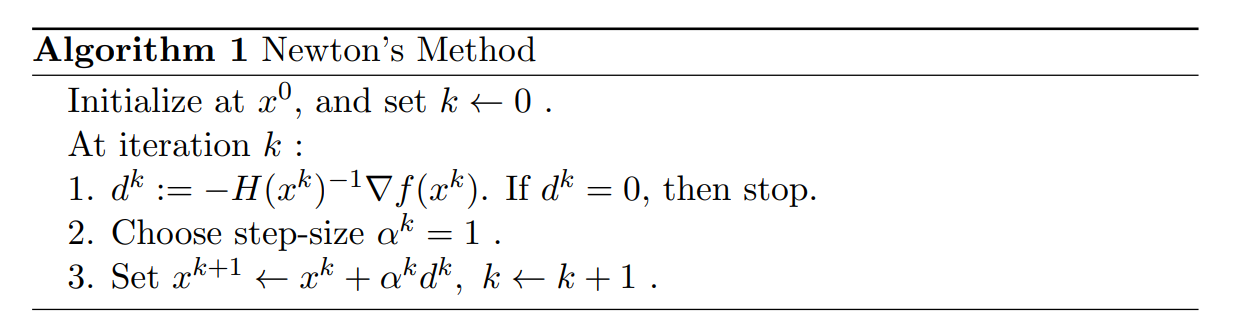 Algorithm 1 Newton's Method
Initialize at $x^0$, and set $k \leftarrow 0$ .
At iteration $k$ :
1. $d^k := -H(x^k)^{-1}\nabla f(x^k)$. If $d^k = 0$, then stop.
2. Choose step-size $\alpha^k = 1$ .
3. Set $x^{k+1} \leftarrow x^k + \alpha^k d^k$, $k \leftarrow k + 1$ .